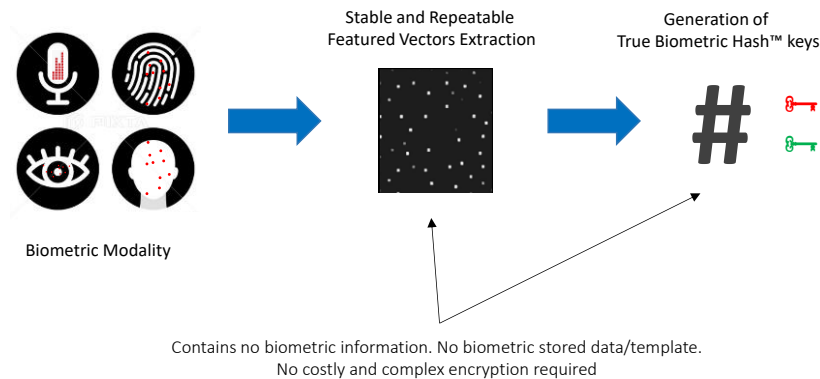 Stable and Repeatable
Featured Vectors Extraction
Generation of
True Biometric Hash™ keys
Biometric Modality
Contains no biometric information. No biometric stored data/template.
No costly and complex encryption required